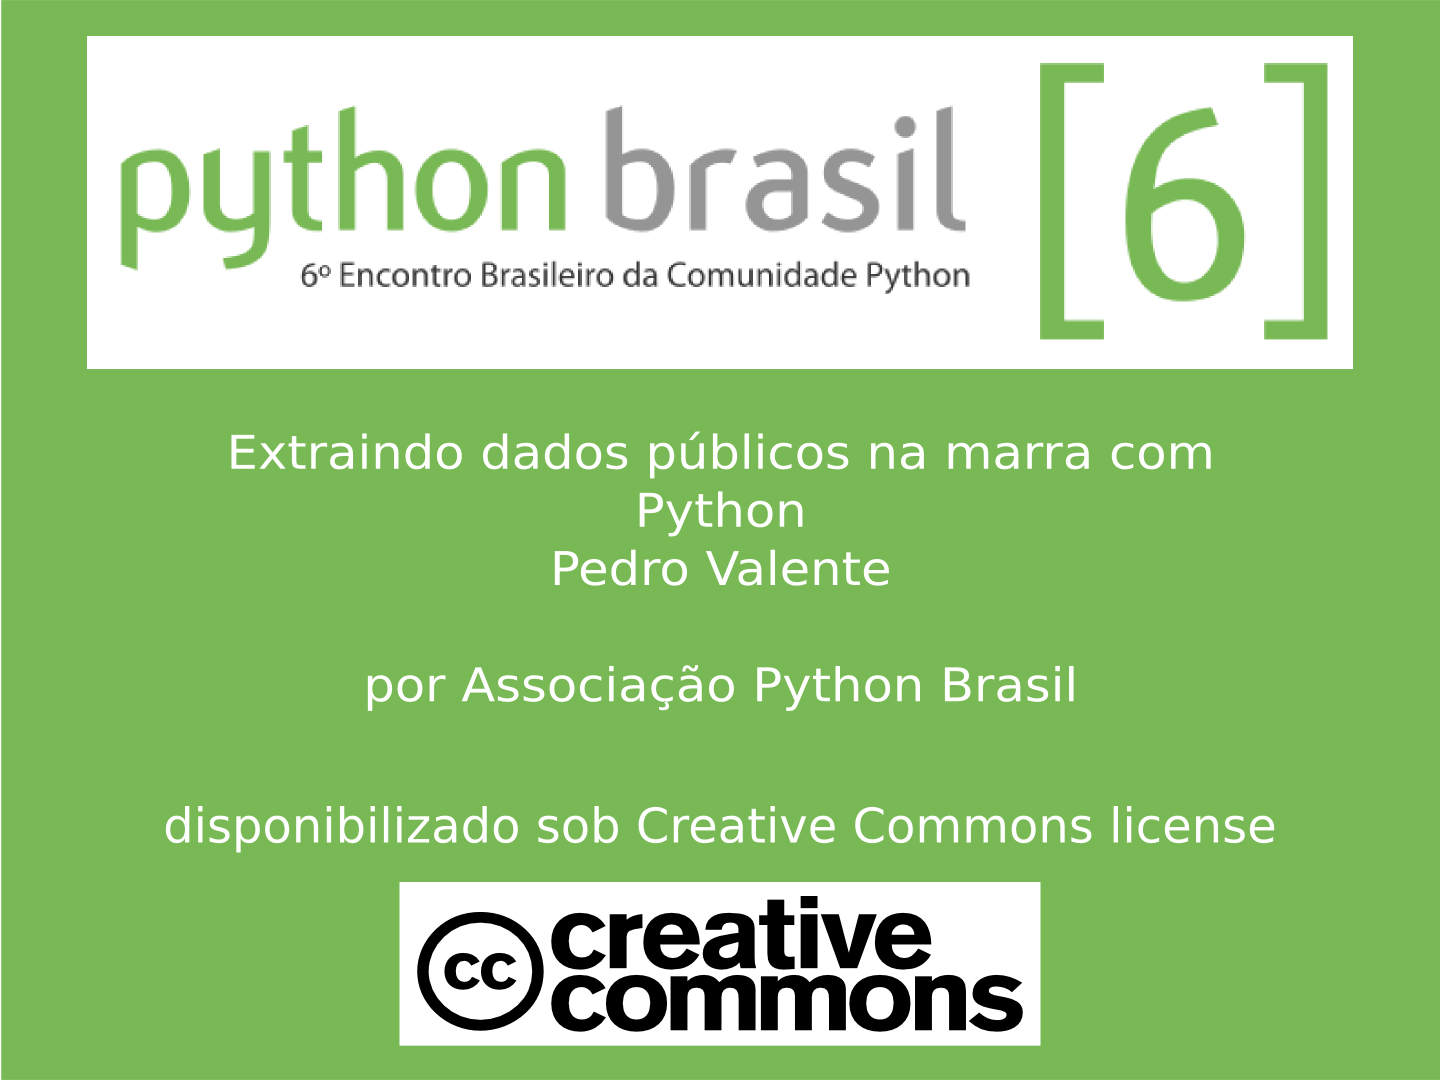 python brasil [6]
6º Encontro Brasileiro da Comunidade Python
Extraindo dados públicos na marra com
Python
Pedro Valente
por Associação Python Brasil
disponibilizado sob Creative Commons license
cc creative
commons